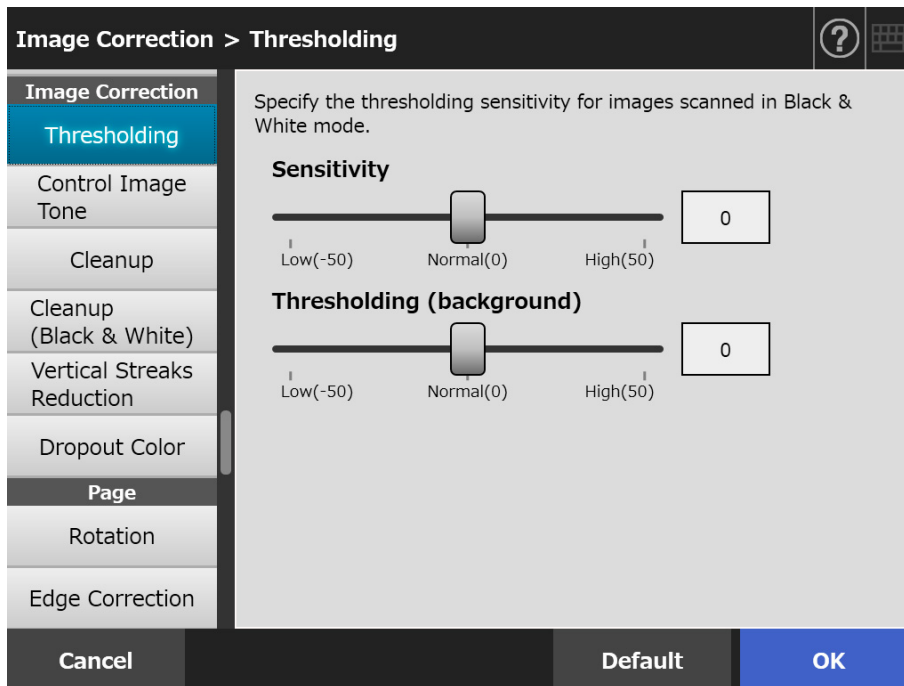 Image Correction > Thresholding
?
Image Correction
Thresholding
Control Image
Tone
Cleanup
Cleanup
(Black & White)
Vertical Streaks
Reduction
Dropout Color
Page
Rotation
Edge Correction
Specify the thresholding sensitivity for images scanned in Black &
White mode.
Sensitivity
0
Low(-50) Normal(0) High(50)
Thresholding (background)
0
Low(-50) Normal(0) High(50)
Cancel Default OK